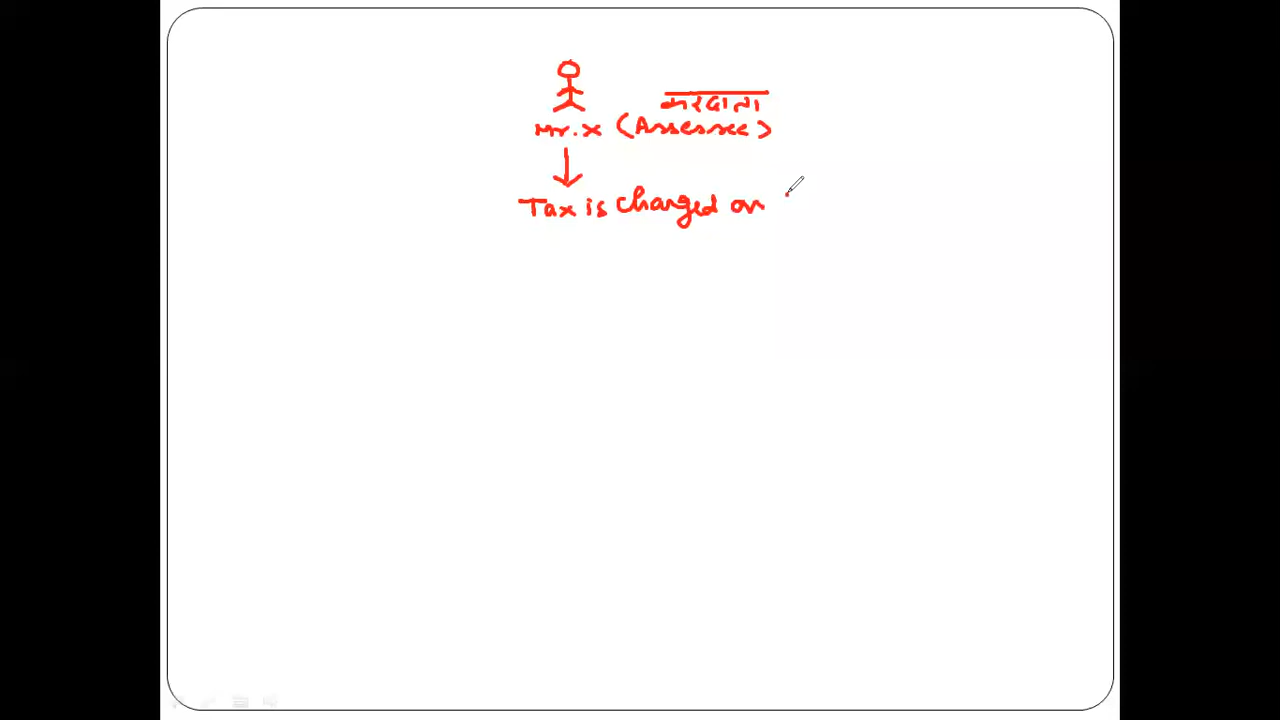 करदाता
Mr. X (Assessee)
Tax is charged on